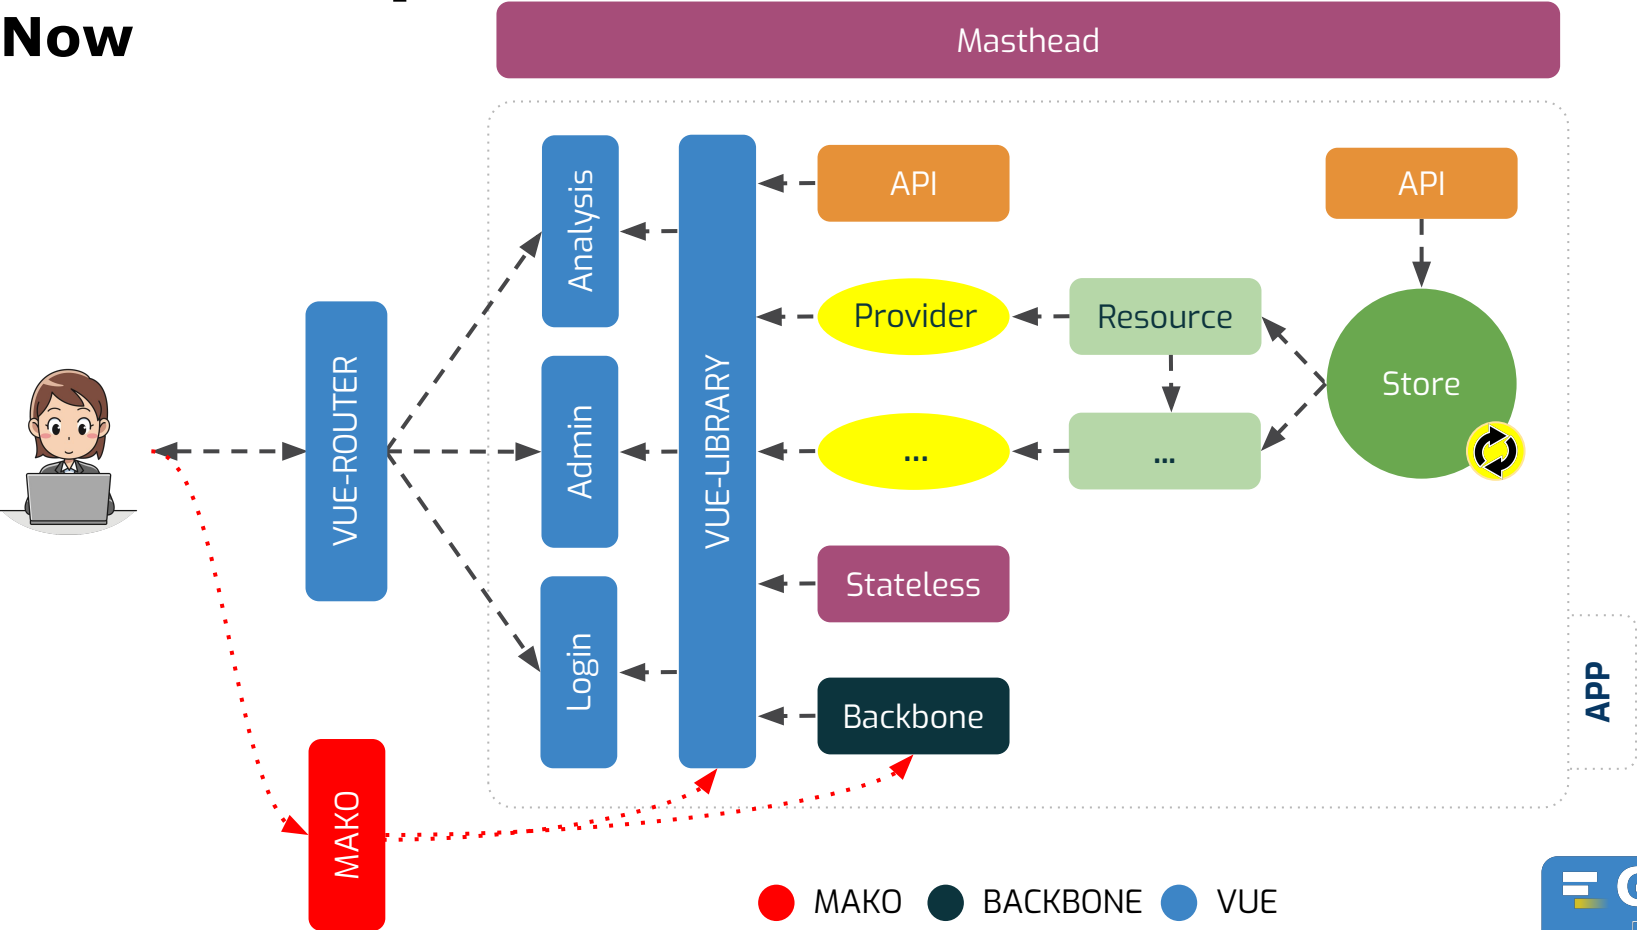 Now
Masthead
Analysis
Admin
Login
VUE-ROUTER
VUE-LIBRARY
API
Provider
...
Stateless
Backbone
Resource
...
API
Store
APP
MAKO
MAKO
BACKBONE
VUE